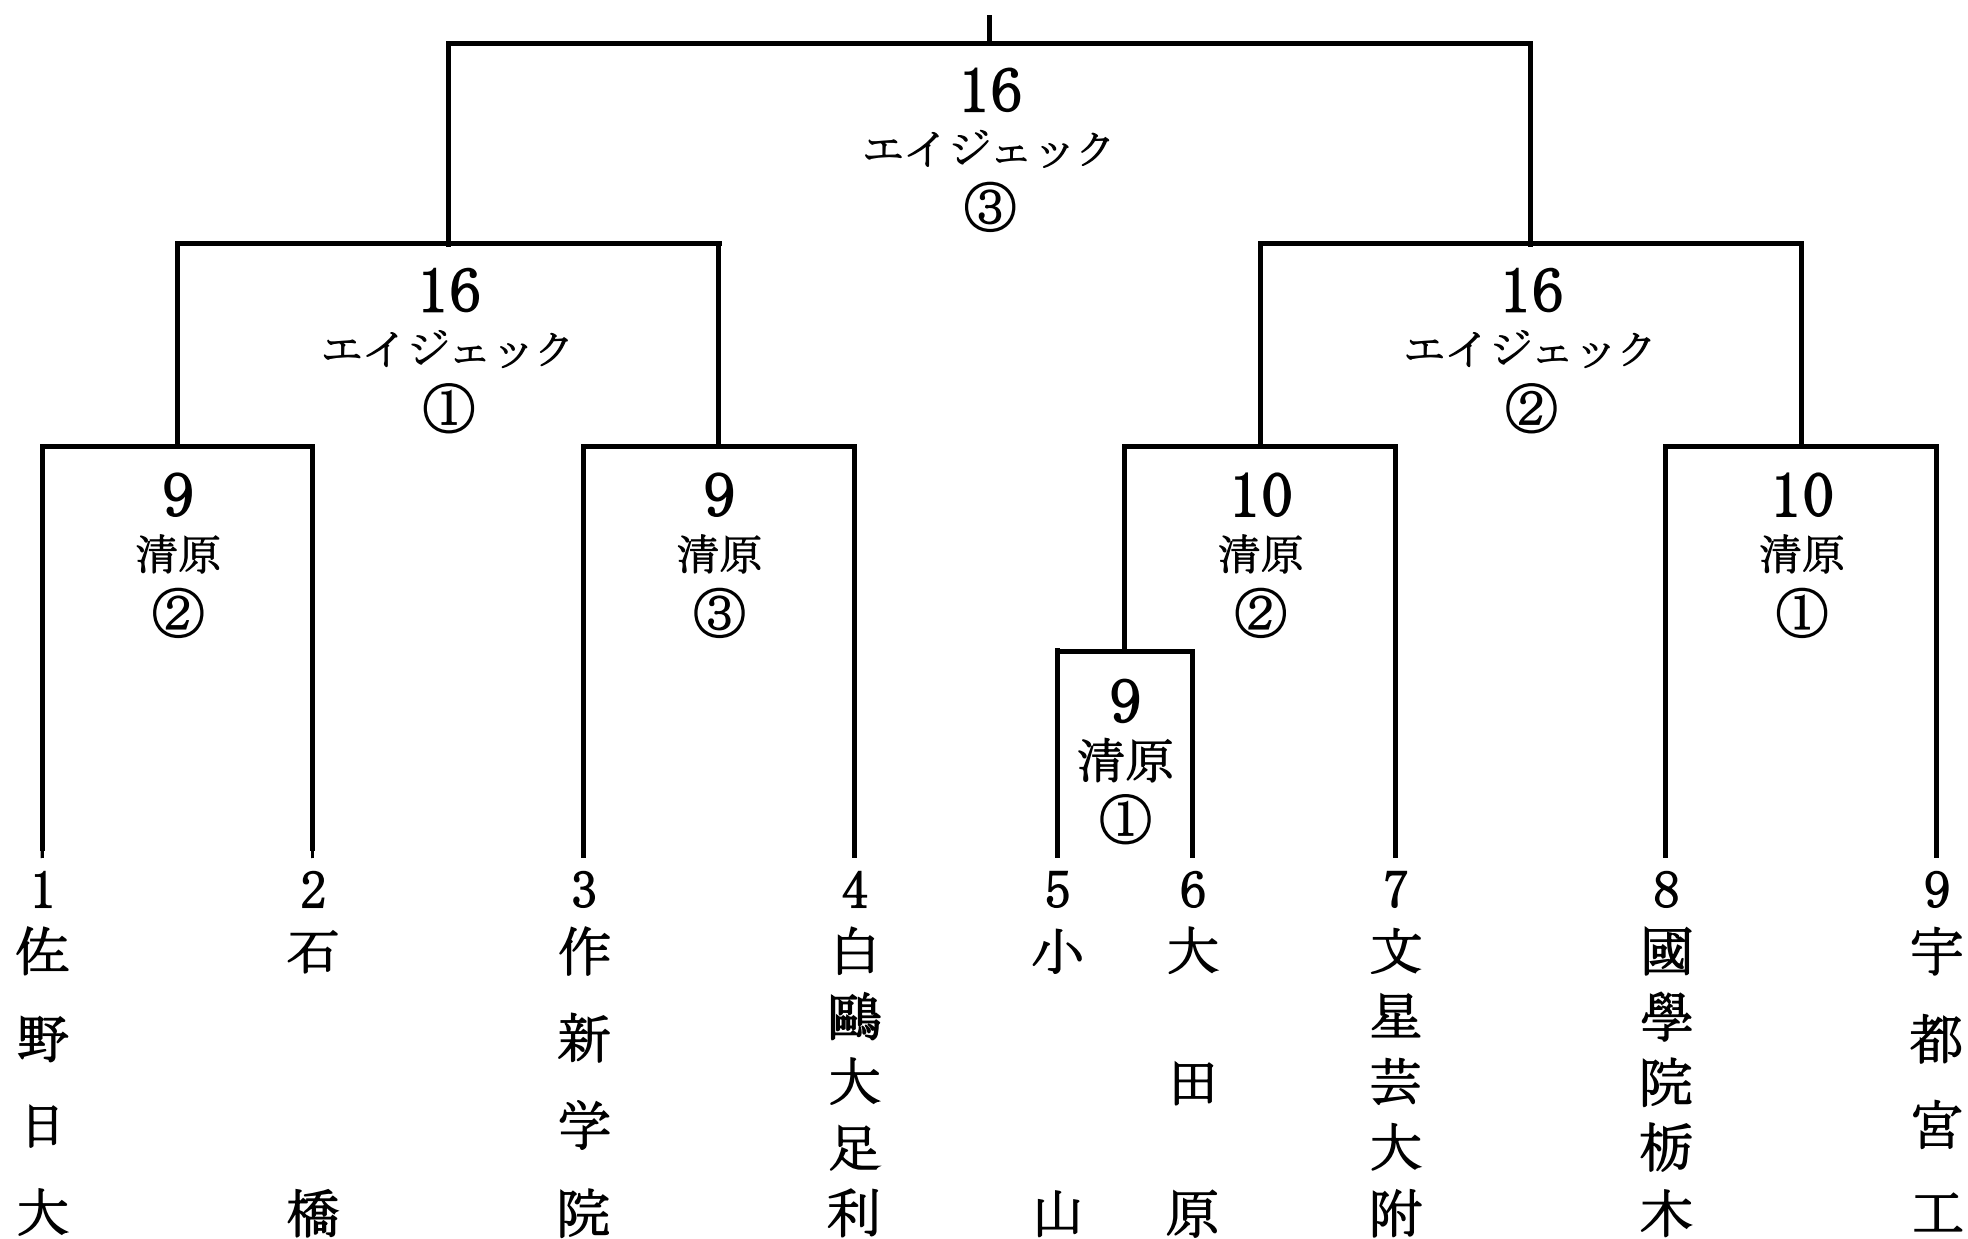 16
エイジェック
③
16
エイジェック
①
16
エイジェック
②
9
清原
②
9
清原
③
10
清原
②
10
清原
①
9
清原
①
1
佐野日大
2
石橋
3
作新学院
4
白鷗大足利
5
小山
6
大田原
7
文星芸大附
8
國學院栃木
9
宇都宮工